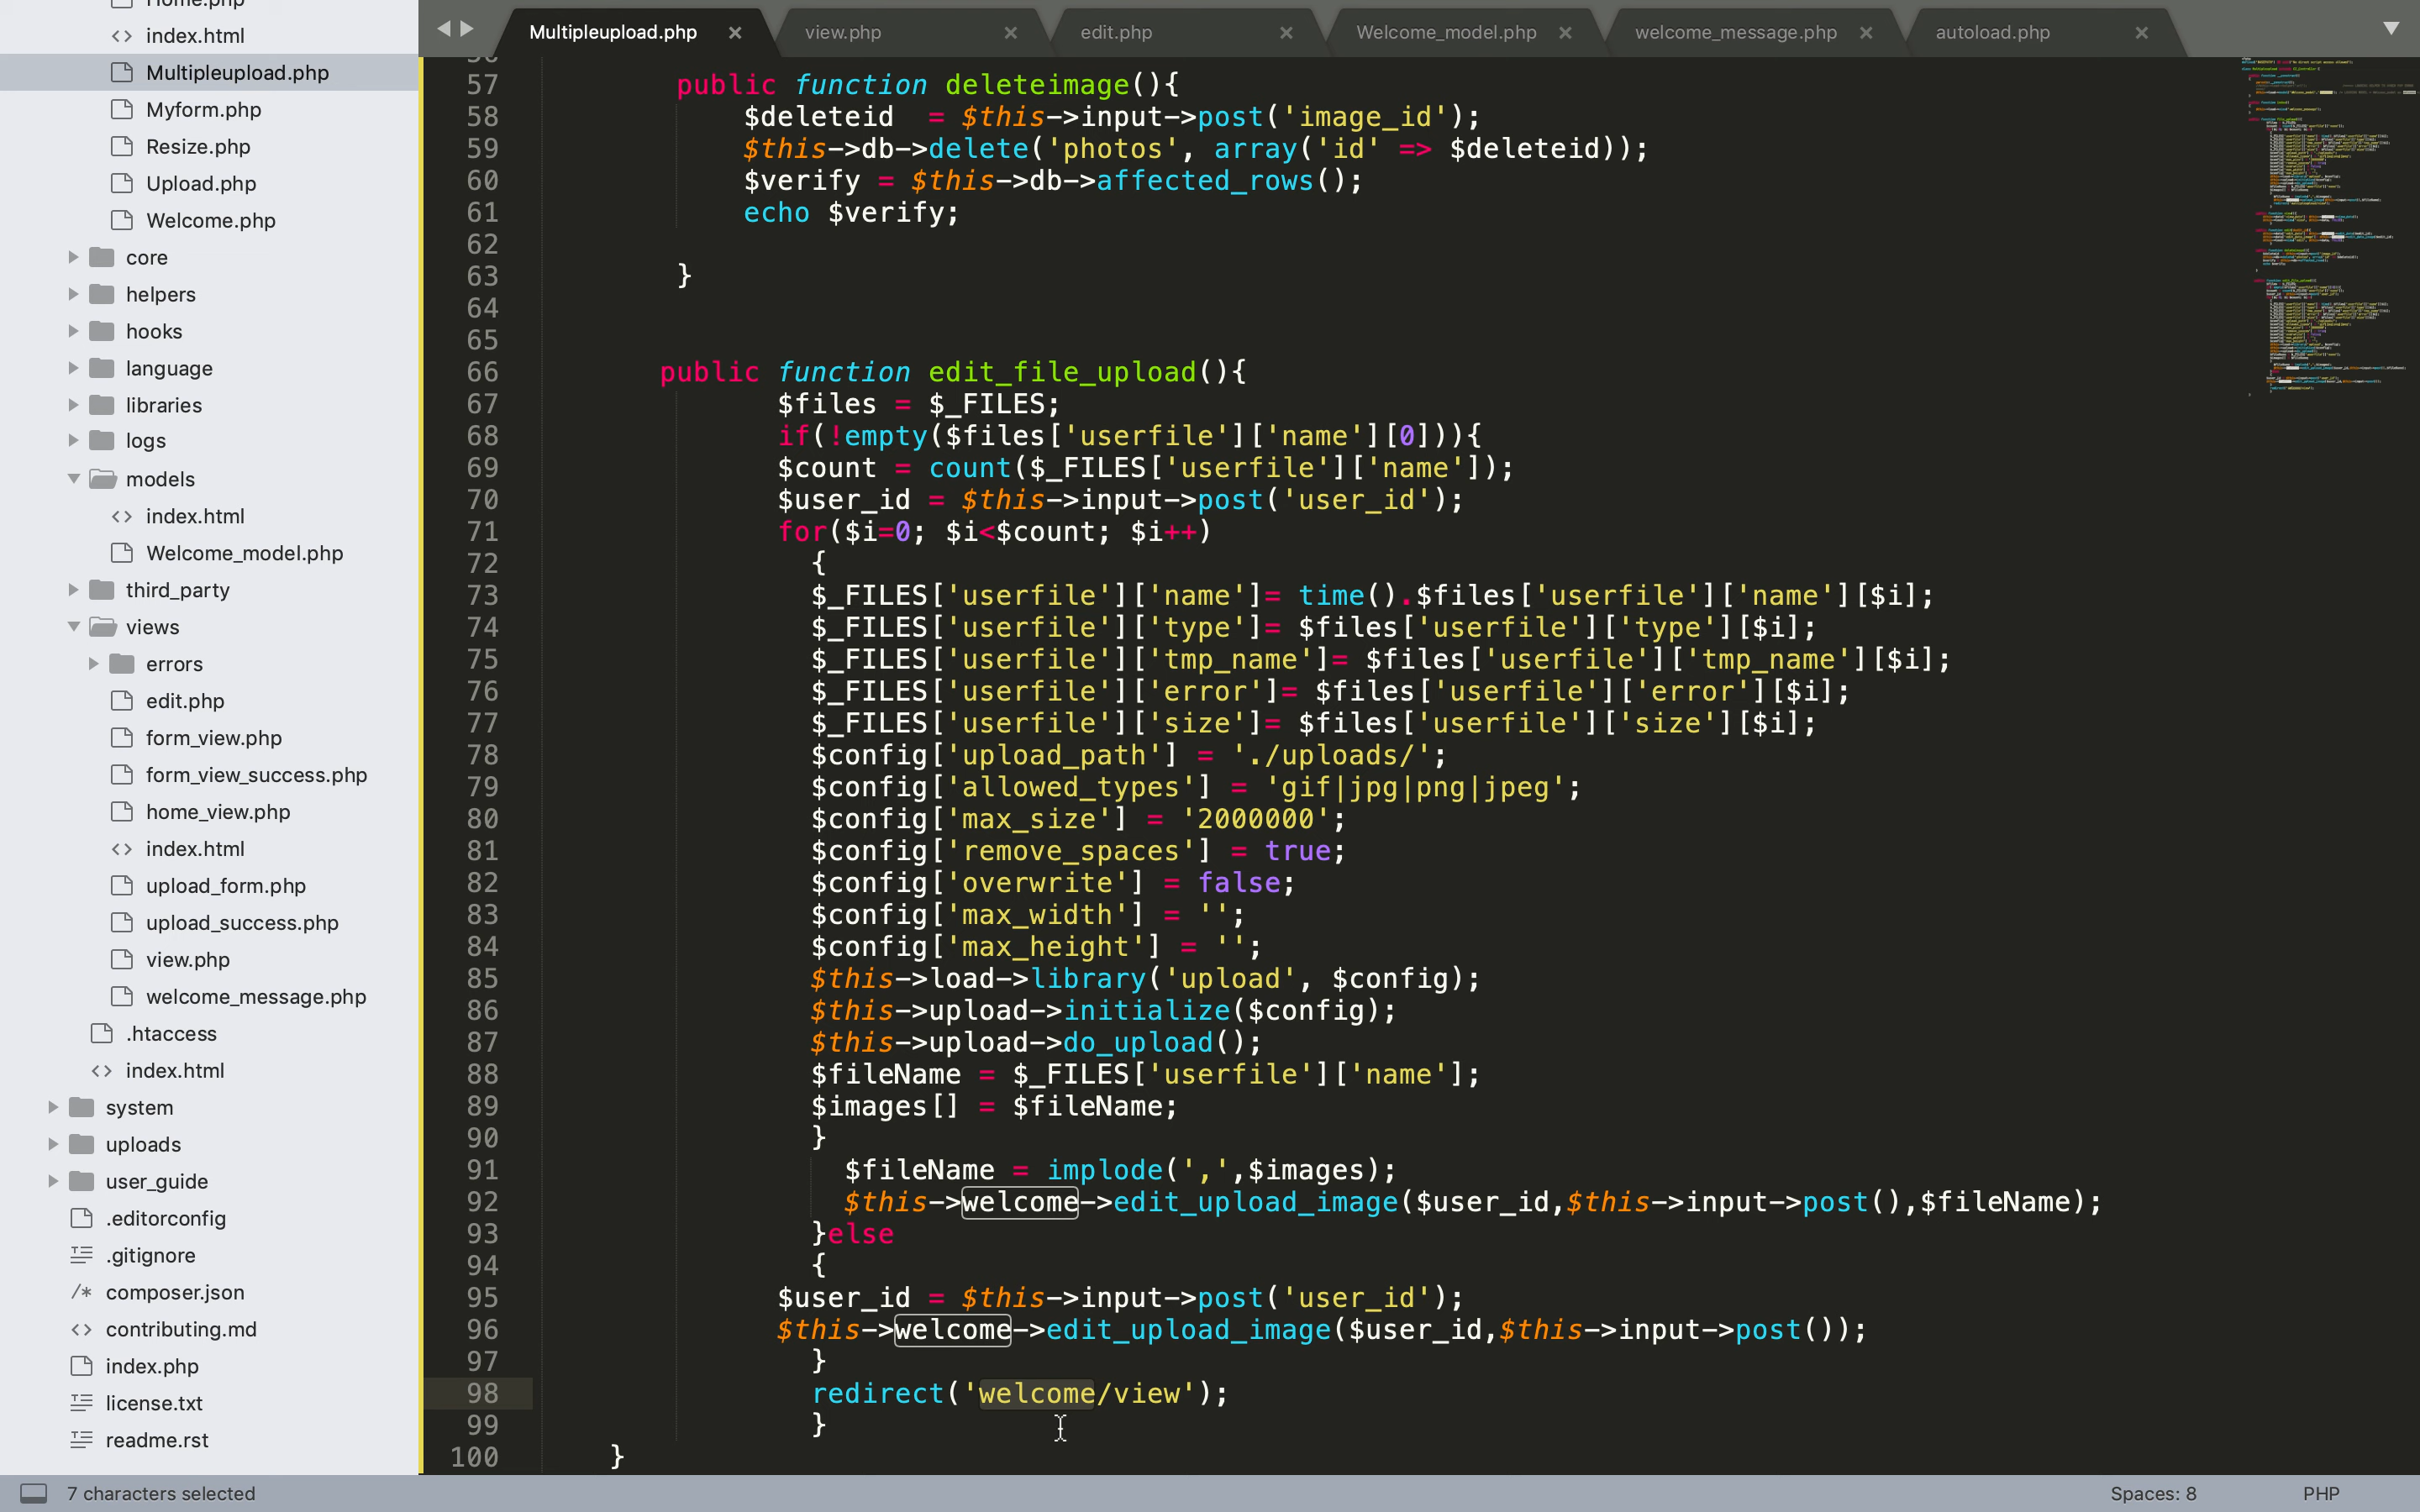 Home.php
index.html
Multipleupload.php
Myform.php
Resize.php
Upload.php
Welcome.php
core
helpers
hooks
language
libraries
logs
models
index.html
Welcome_model.php
third_party
views
errors
edit.php
form_view.php
form_view_success.php
home_view.php
index.html
upload_form.php
upload_success.php
view.php
welcome_message.php
.htaccess
index.html
system
uploads
user_guide
.editorconfig
.gitignore
composer.json
contributing.md
index.php
license.txt
readme.rst
Multipleupload.php view.php edit.php Welcome_model.php welcome_message.php autoload.php
57 public function deleteimage(){
58 $deleteid  = $this->input->post('image_id');
59 $this->db->delete('photos', array('id' => $deleteid));
60 $verify = $this->db->affected_rows();
61 echo $verify;
62
63 }
64
65
66 public function edit_file_upload(){
67 $files = $_FILES;
68 if(!empty($files['userfile']['name'][0])){
69 $count = count($_FILES['userfile']['name']);
70 $user_id = $this->input->post('user_id');
71 for($i=0; $i<$count; $i++)
72 {
73 $_FILES['userfile']['name']= time().$files['userfile']['name'][$i];
74 $_FILES['userfile']['type']= $files['userfile']['type'][$i];
75 $_FILES['userfile']['tmp_name']= $files['userfile']['tmp_name'][$i];
76 $_FILES['userfile']['error']= $files['userfile']['error'][$i];
77 $_FILES['userfile']['size']= $files['userfile']['size'][$i];
78 $config['upload_path'] = './uploads/';
79 $config['allowed_types'] = 'gif|jpg|png|jpeg';
80 $config['max_size'] = '2000000';
81 $config['remove_spaces'] = true;
82 $config['overwrite'] = false;
83 $config['max_width'] = '';
84 $config['max_height'] = '';
85 $this->load->library('upload', $config);
86 $this->upload->initialize($config);
87 $this->upload->do_upload();
88 $fileName = $_FILES['userfile']['name'];
89 $images[] = $fileName;
90 }
91 $fileName = implode(',',$images);
92 $this->welcome->edit_upload_image($user_id,$this->input->post(),$fileName);
93 }else
94 {
95 $user_id = $this->input->post('user_id');
96 $this->welcome->edit_upload_image($user_id,$this->input->post());
97 }
98 redirect('welcome/view');
99 }
100 }
7 characters selected
Spaces: 8 PHP